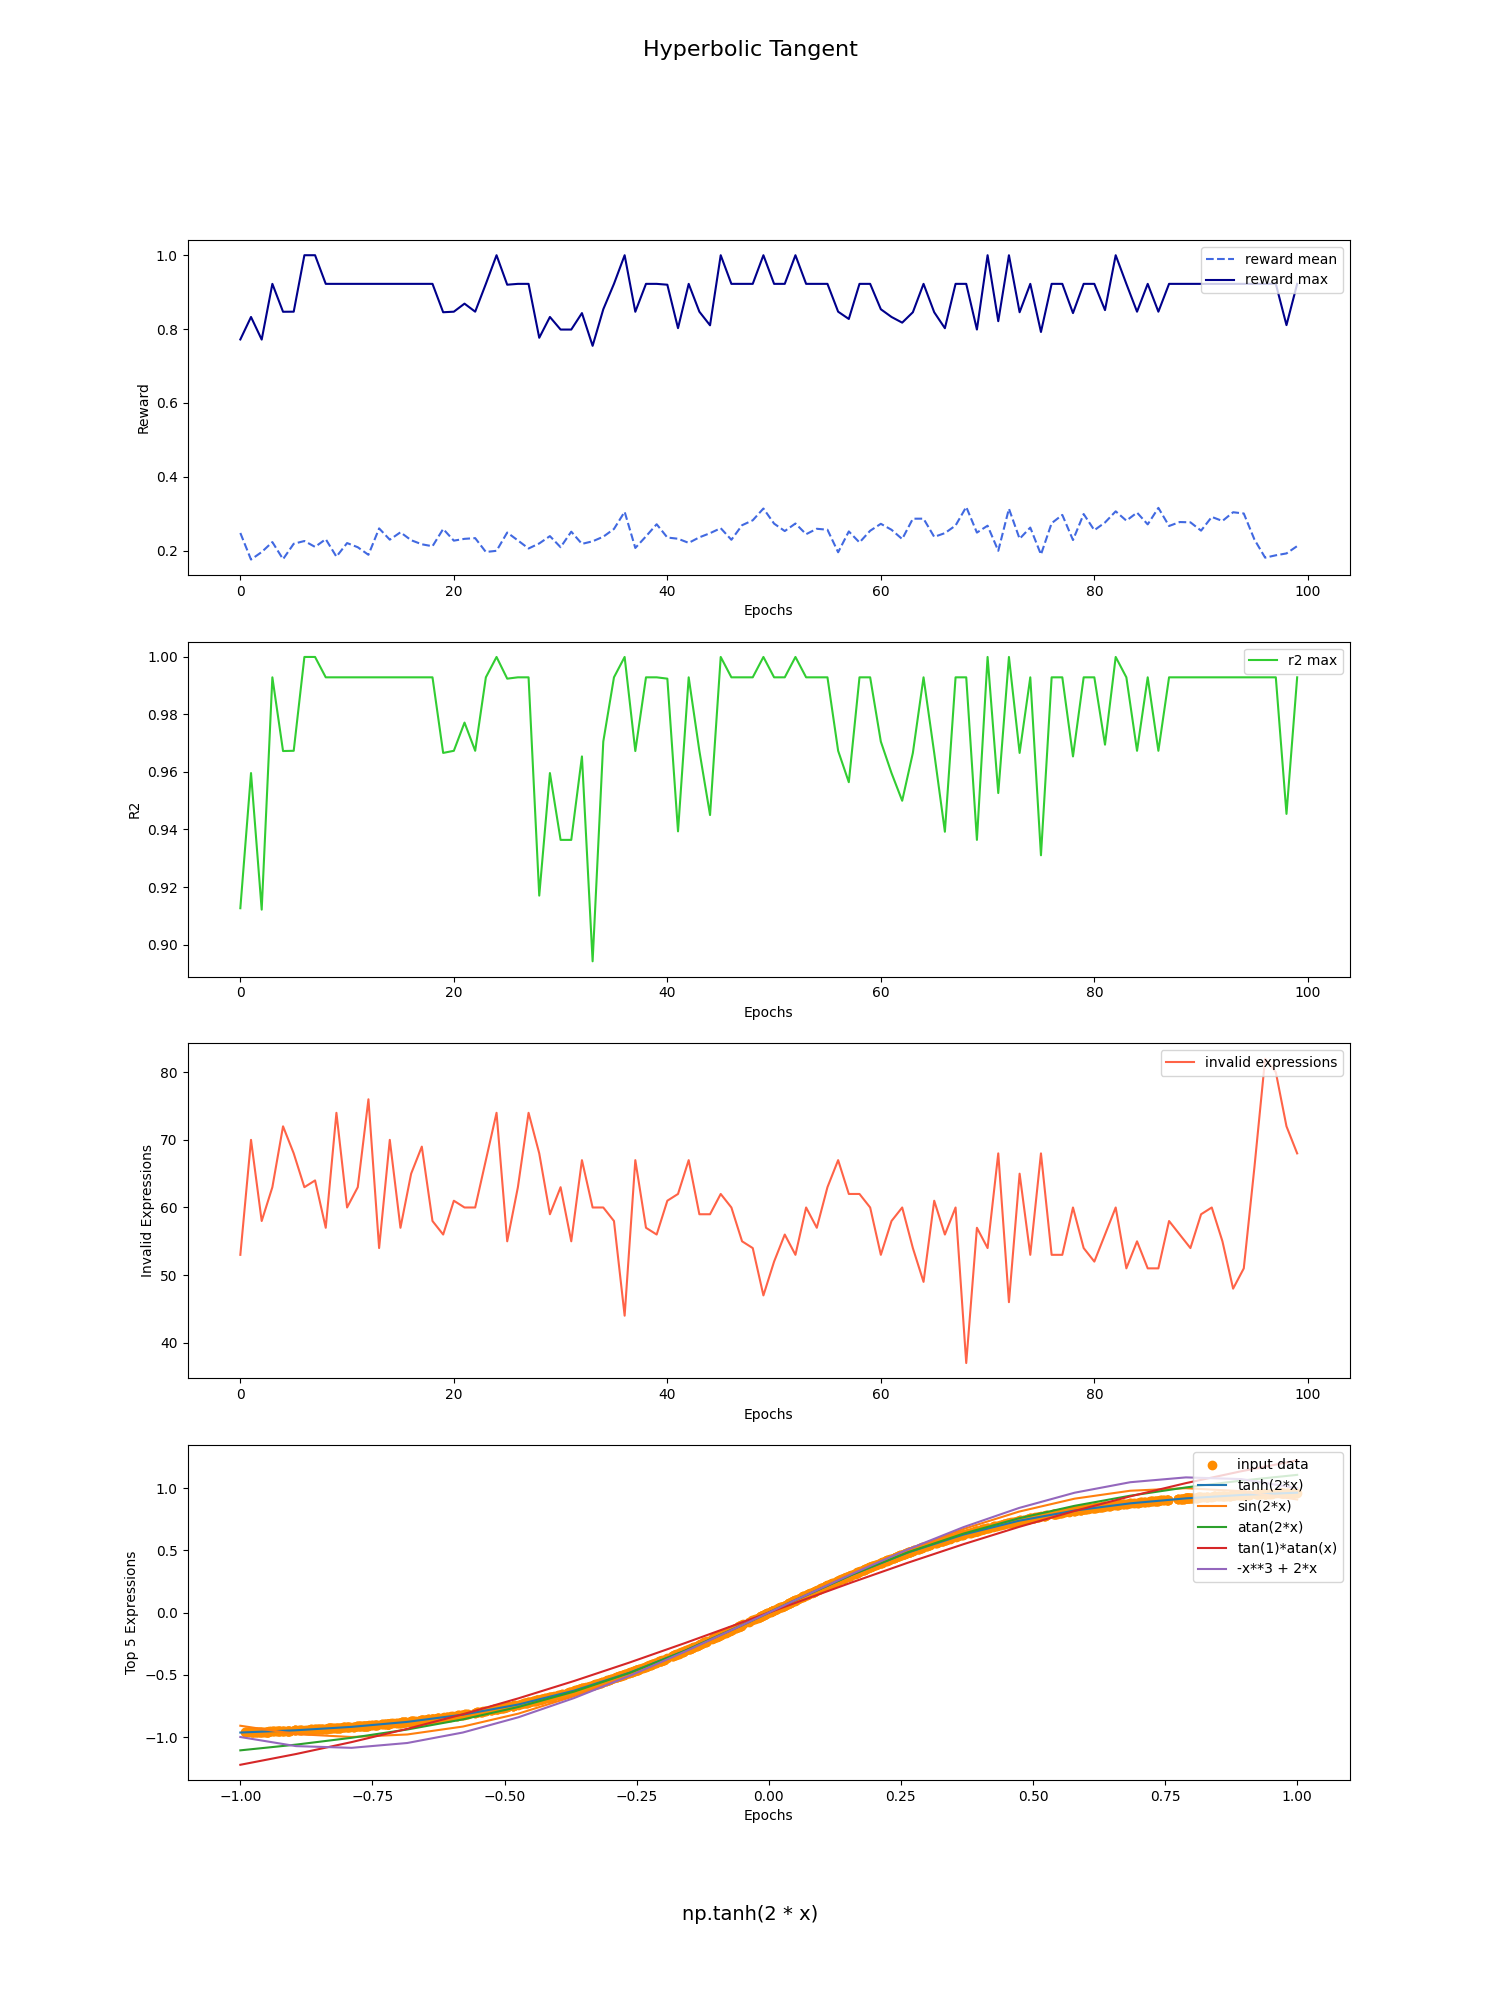 Hyperbolic Tangent
1.0
0.8
0.6
0.4
0.2
Reward
reward mean
reward max
0 20 40 60 80 100
Epochs
1.00
0.98
0.96
0.94
0.92
0.90
R2
r2 max
0 20 40 60 80 100
Epochs
80
70
60
50
40
Invalid Expressions
invalid expressions
0 20 40 60 80 100
Epochs
1.0
0.5
0.0
−0.5
−1.0
Top 5 Expressions
input data
tanh(2*x)
sin(2*x)
atan(2*x)
tan(1)*atan(x)
-x**3 + 2*x
−1.00 −0.75 −0.50 −0.25 0.00 0.25 0.50 0.75 1.00
Epochs
np.tanh(2 * x)